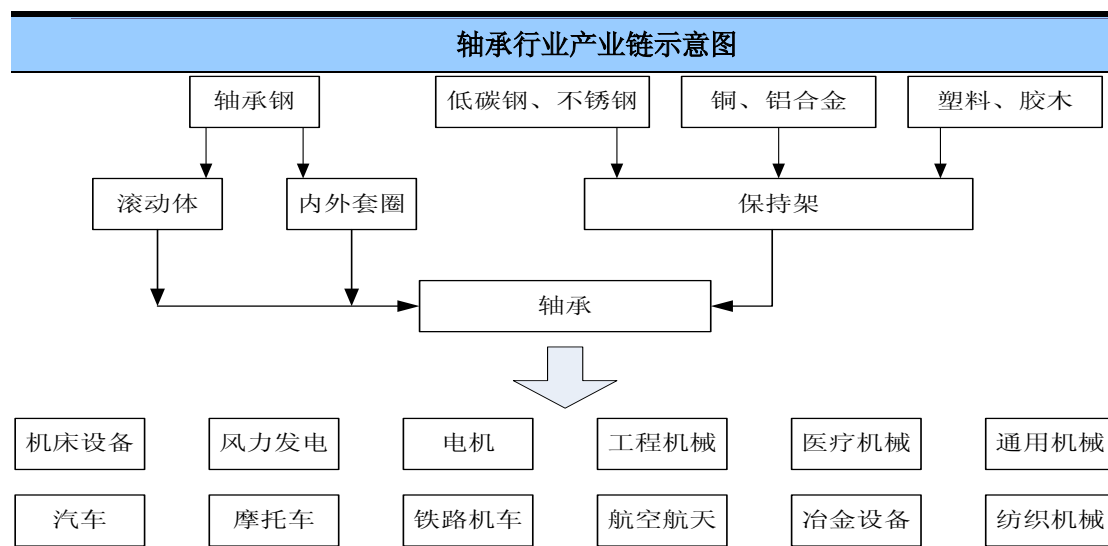 轴承行业产业链示意图
轴承钢
低碳钢、不锈钢
铜、铝合金
塑料、胶木
滚动体
内外套圈
保持架
轴承
机床设备
风力发电
电机
工程机械
医疗机械
通用机械
汽车
摩托车
铁路机车
航空航天
冶金设备
纺织机械